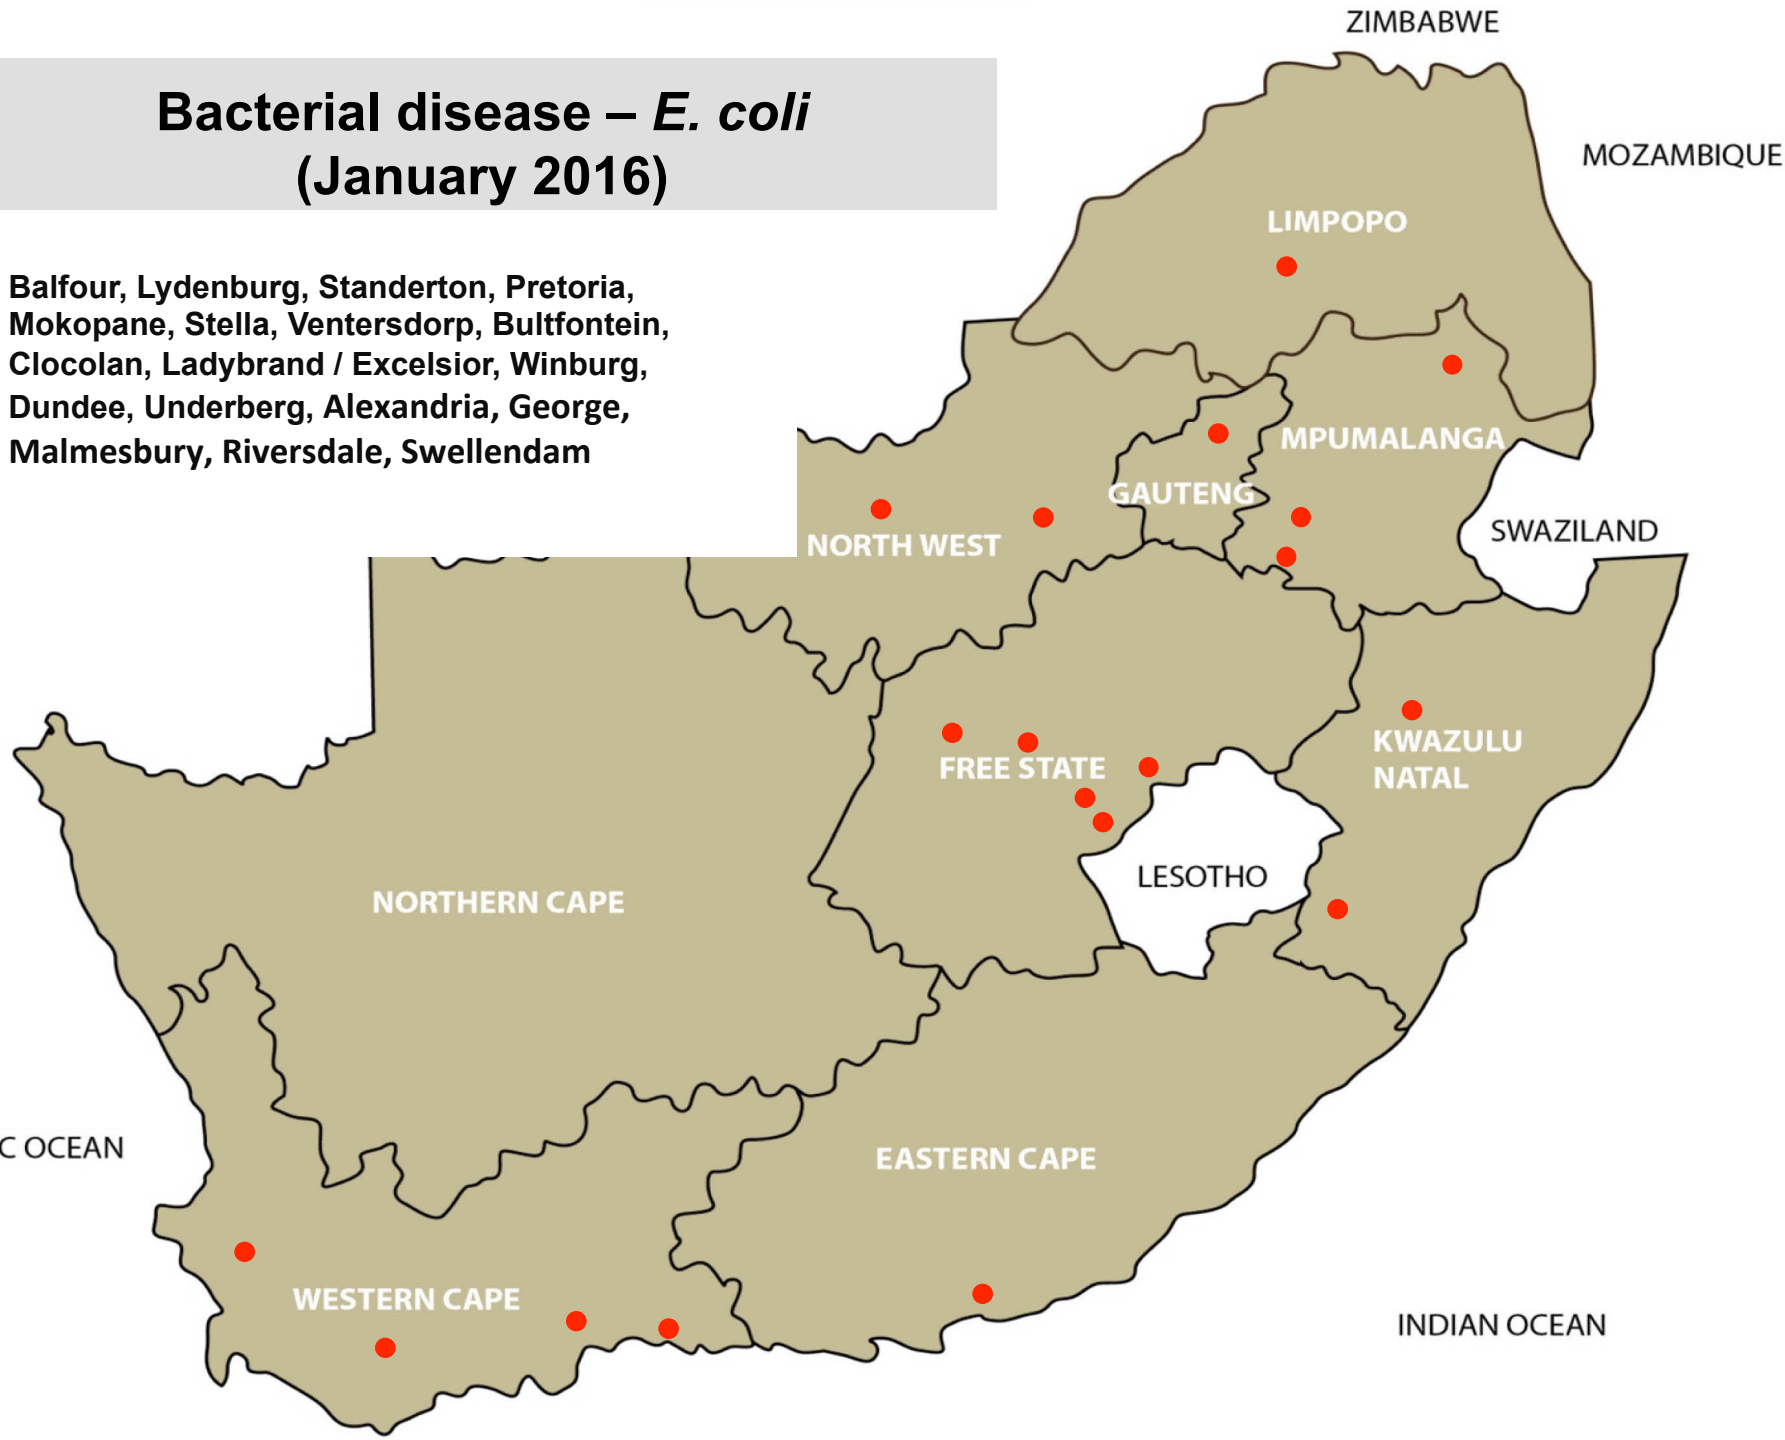 ZIMBABWE
Bacterial disease – E. coli
(January 2016)
MOZAMBIQUE
LIMPOPO
Balfour, Lydenburg, Standerton, Pretoria,
Mokopane, Stella, Ventersdorp, Bultfontein,
Clocolan, Ladybrand / Excelsior, Winburg,
Dundee, Underberg, Alexandria, George,
Malmesbury, Riversdale, Swellendam
MPUMALANGA
GAUTENG
SWAZILAND
NORTH WEST
KWAZULU
NATAL
FREE STATE
LESOTHO
NORTHERN CAPE
C OCEAN
EASTERN CAPE
WESTERN CAPE
INDIAN OCEAN